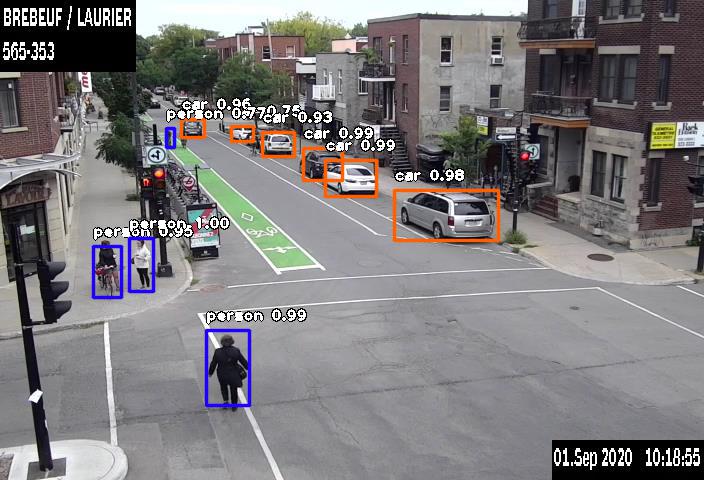 BREBEUF / LAURIER
565-353
car 0.96
person 0.77
0.75
car 0.93
car 0.99
car 0.99
car 0.98
person 1.00
person 0.95
person 0.99
01.Sep 2020 10:18:55